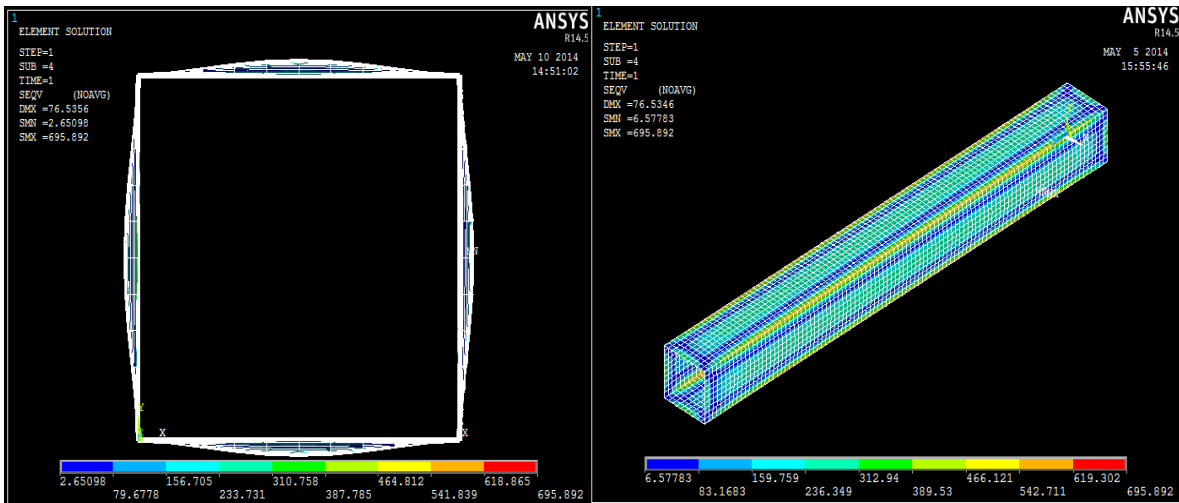 1
ANSYS
R14.5
ELEMENT SOLUTION
STEP=1
SUB =4
TIME=1
SEQV (NOAVG)
DMX =76.5356
SMN =2.65098
SMX =695.892
MAY 10 2014
14:51:02
Y
X
X
2.65098
79.6778
156.705
233.731
310.758
387.785
464.812
541.839
618.865
695.892
1
ANSYS
R14.5
ELEMENT SOLUTION
STEP=1
SUB =4
TIME=1
SEQV (NOAVG)
DMX =76.5346
SMN =6.57783
SMX =695.892
MAY 5 2014
15:55:46
6.57783
83.1683
159.759
236.349
312.94
389.53
466.121
542.711
619.302
695.892